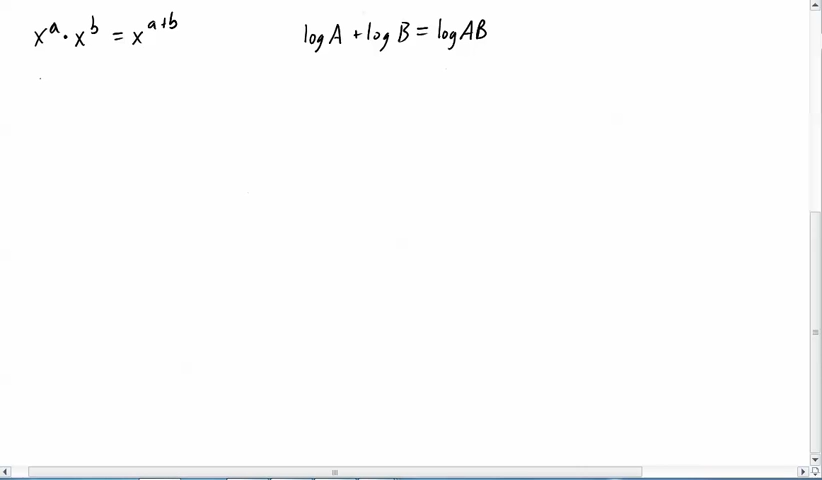 x^a · x^b = x^(a+b)
log A + log B = log AB